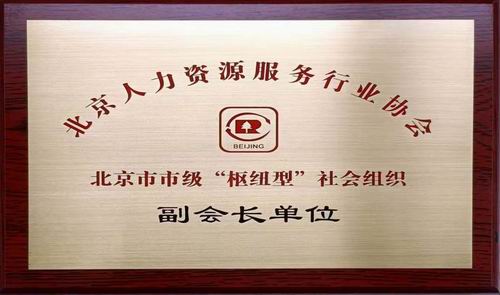 北京人力资源服务行业协会
BEIJING
北京市市级“枢纽型”社会组织
副会长单位